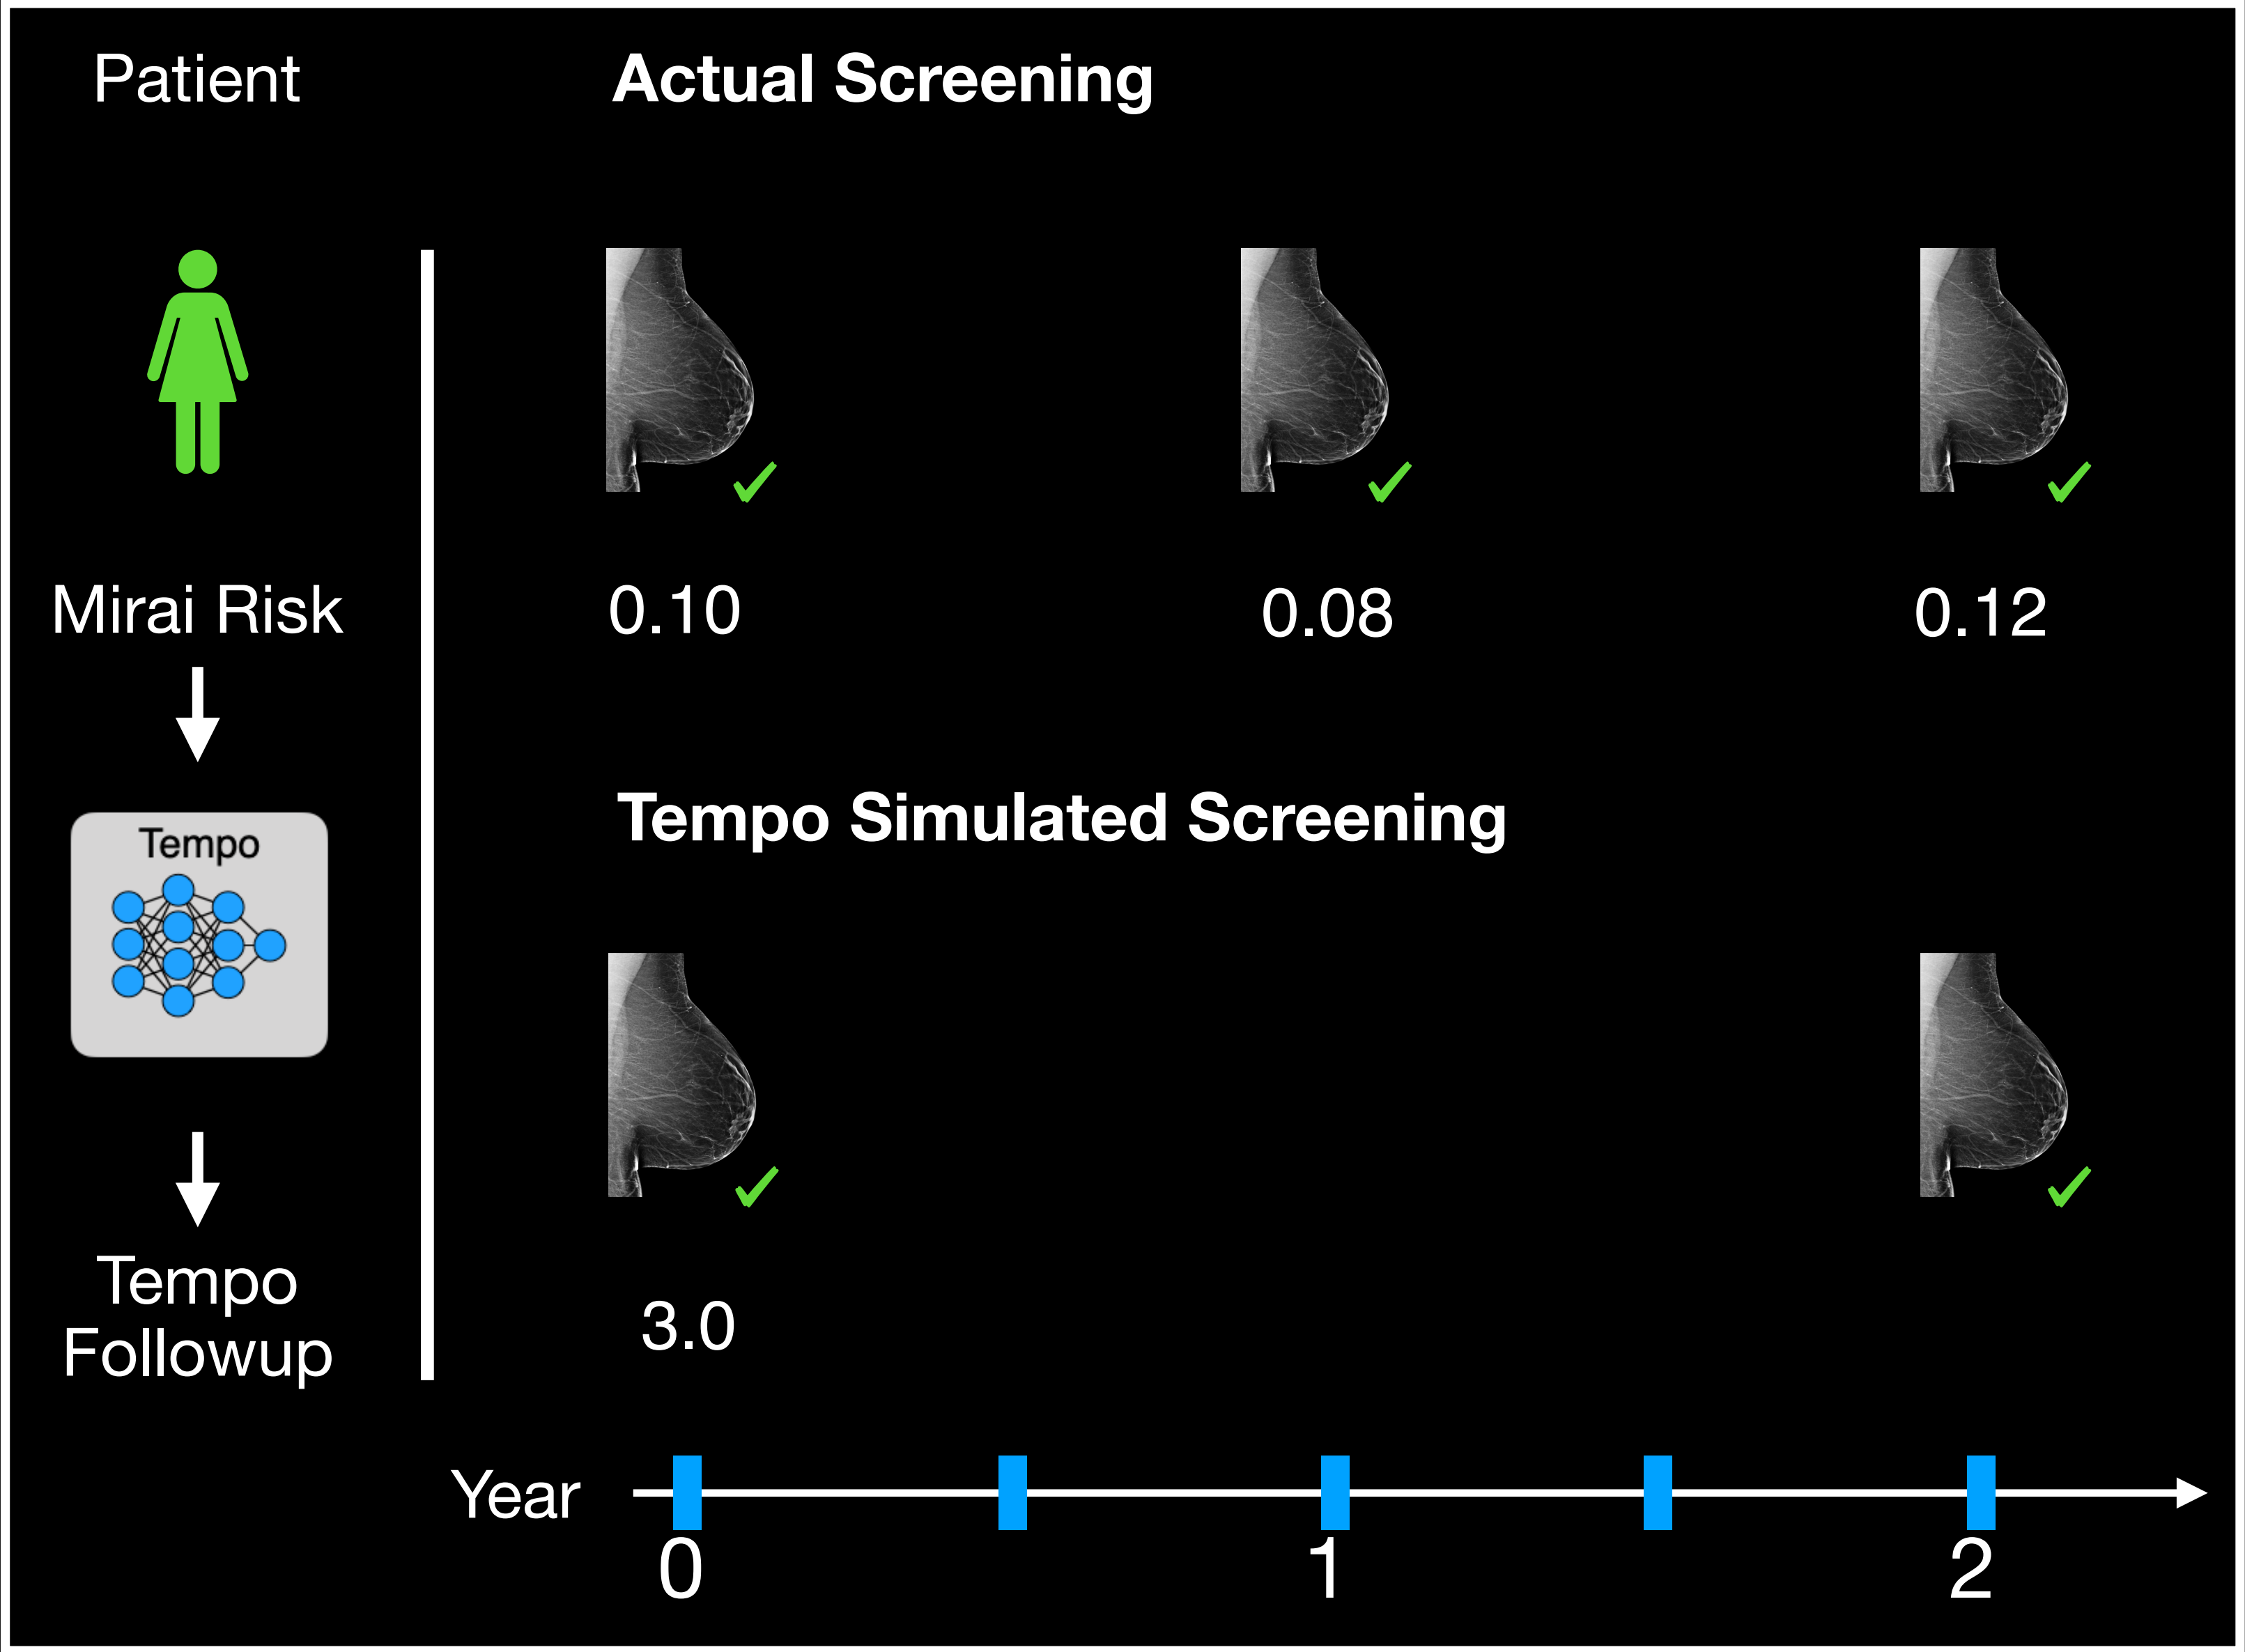 Patient
Actual Screening
Mirai Risk
0.10
0.08
0.12
Tempo Simulated Screening
Tempo
Tempo
Followup
3.0
Year
0
1
2